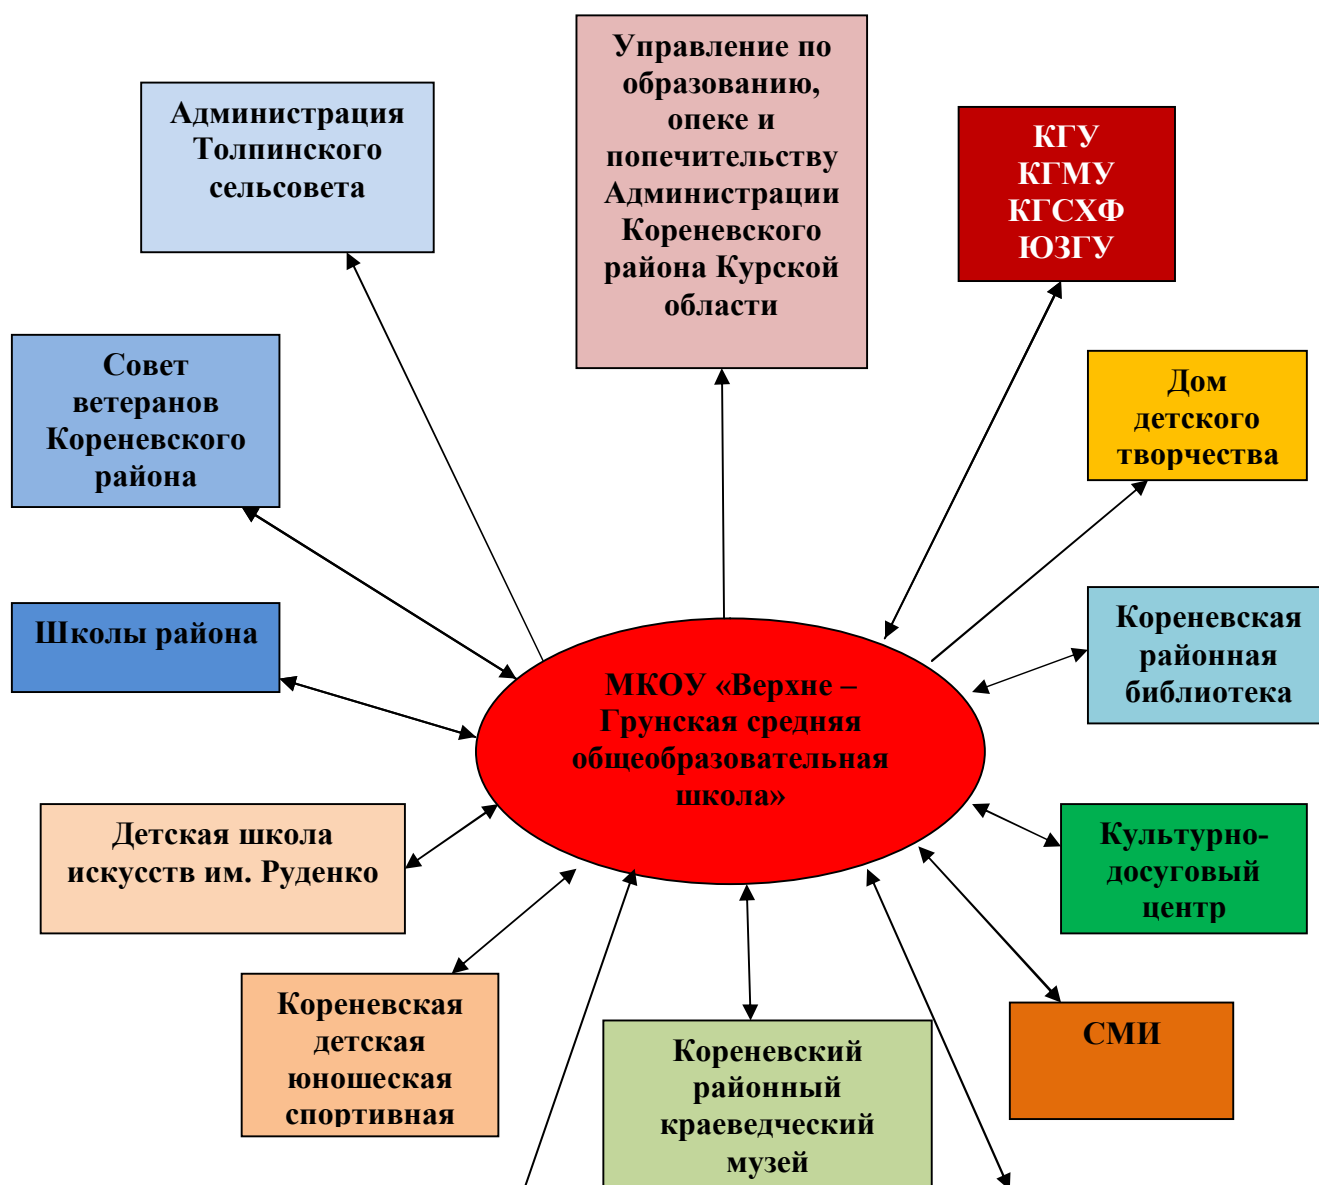 Управление по
образованию,
опеке и
попечительству
Администрации
Кореневского
района Курской
области
Администрация
Толпинского
сельсовета
КГУ
КГМУ
КГСХФ
ЮЗГУ
Совет
ветеранов
Кореневского
района
Дом
детского
творчества
Школы района
Кореневская
районная
библиотека
МКОУ «Верхне –
Грунская средняя
общеобразовательная
школа»
Детская школа
искусств им. Руденко
Культурно-
досуговый
центр
Кореневская
детская
юношеская
спортивная
Кореневский
районный
краеведческий
музей
СМИ